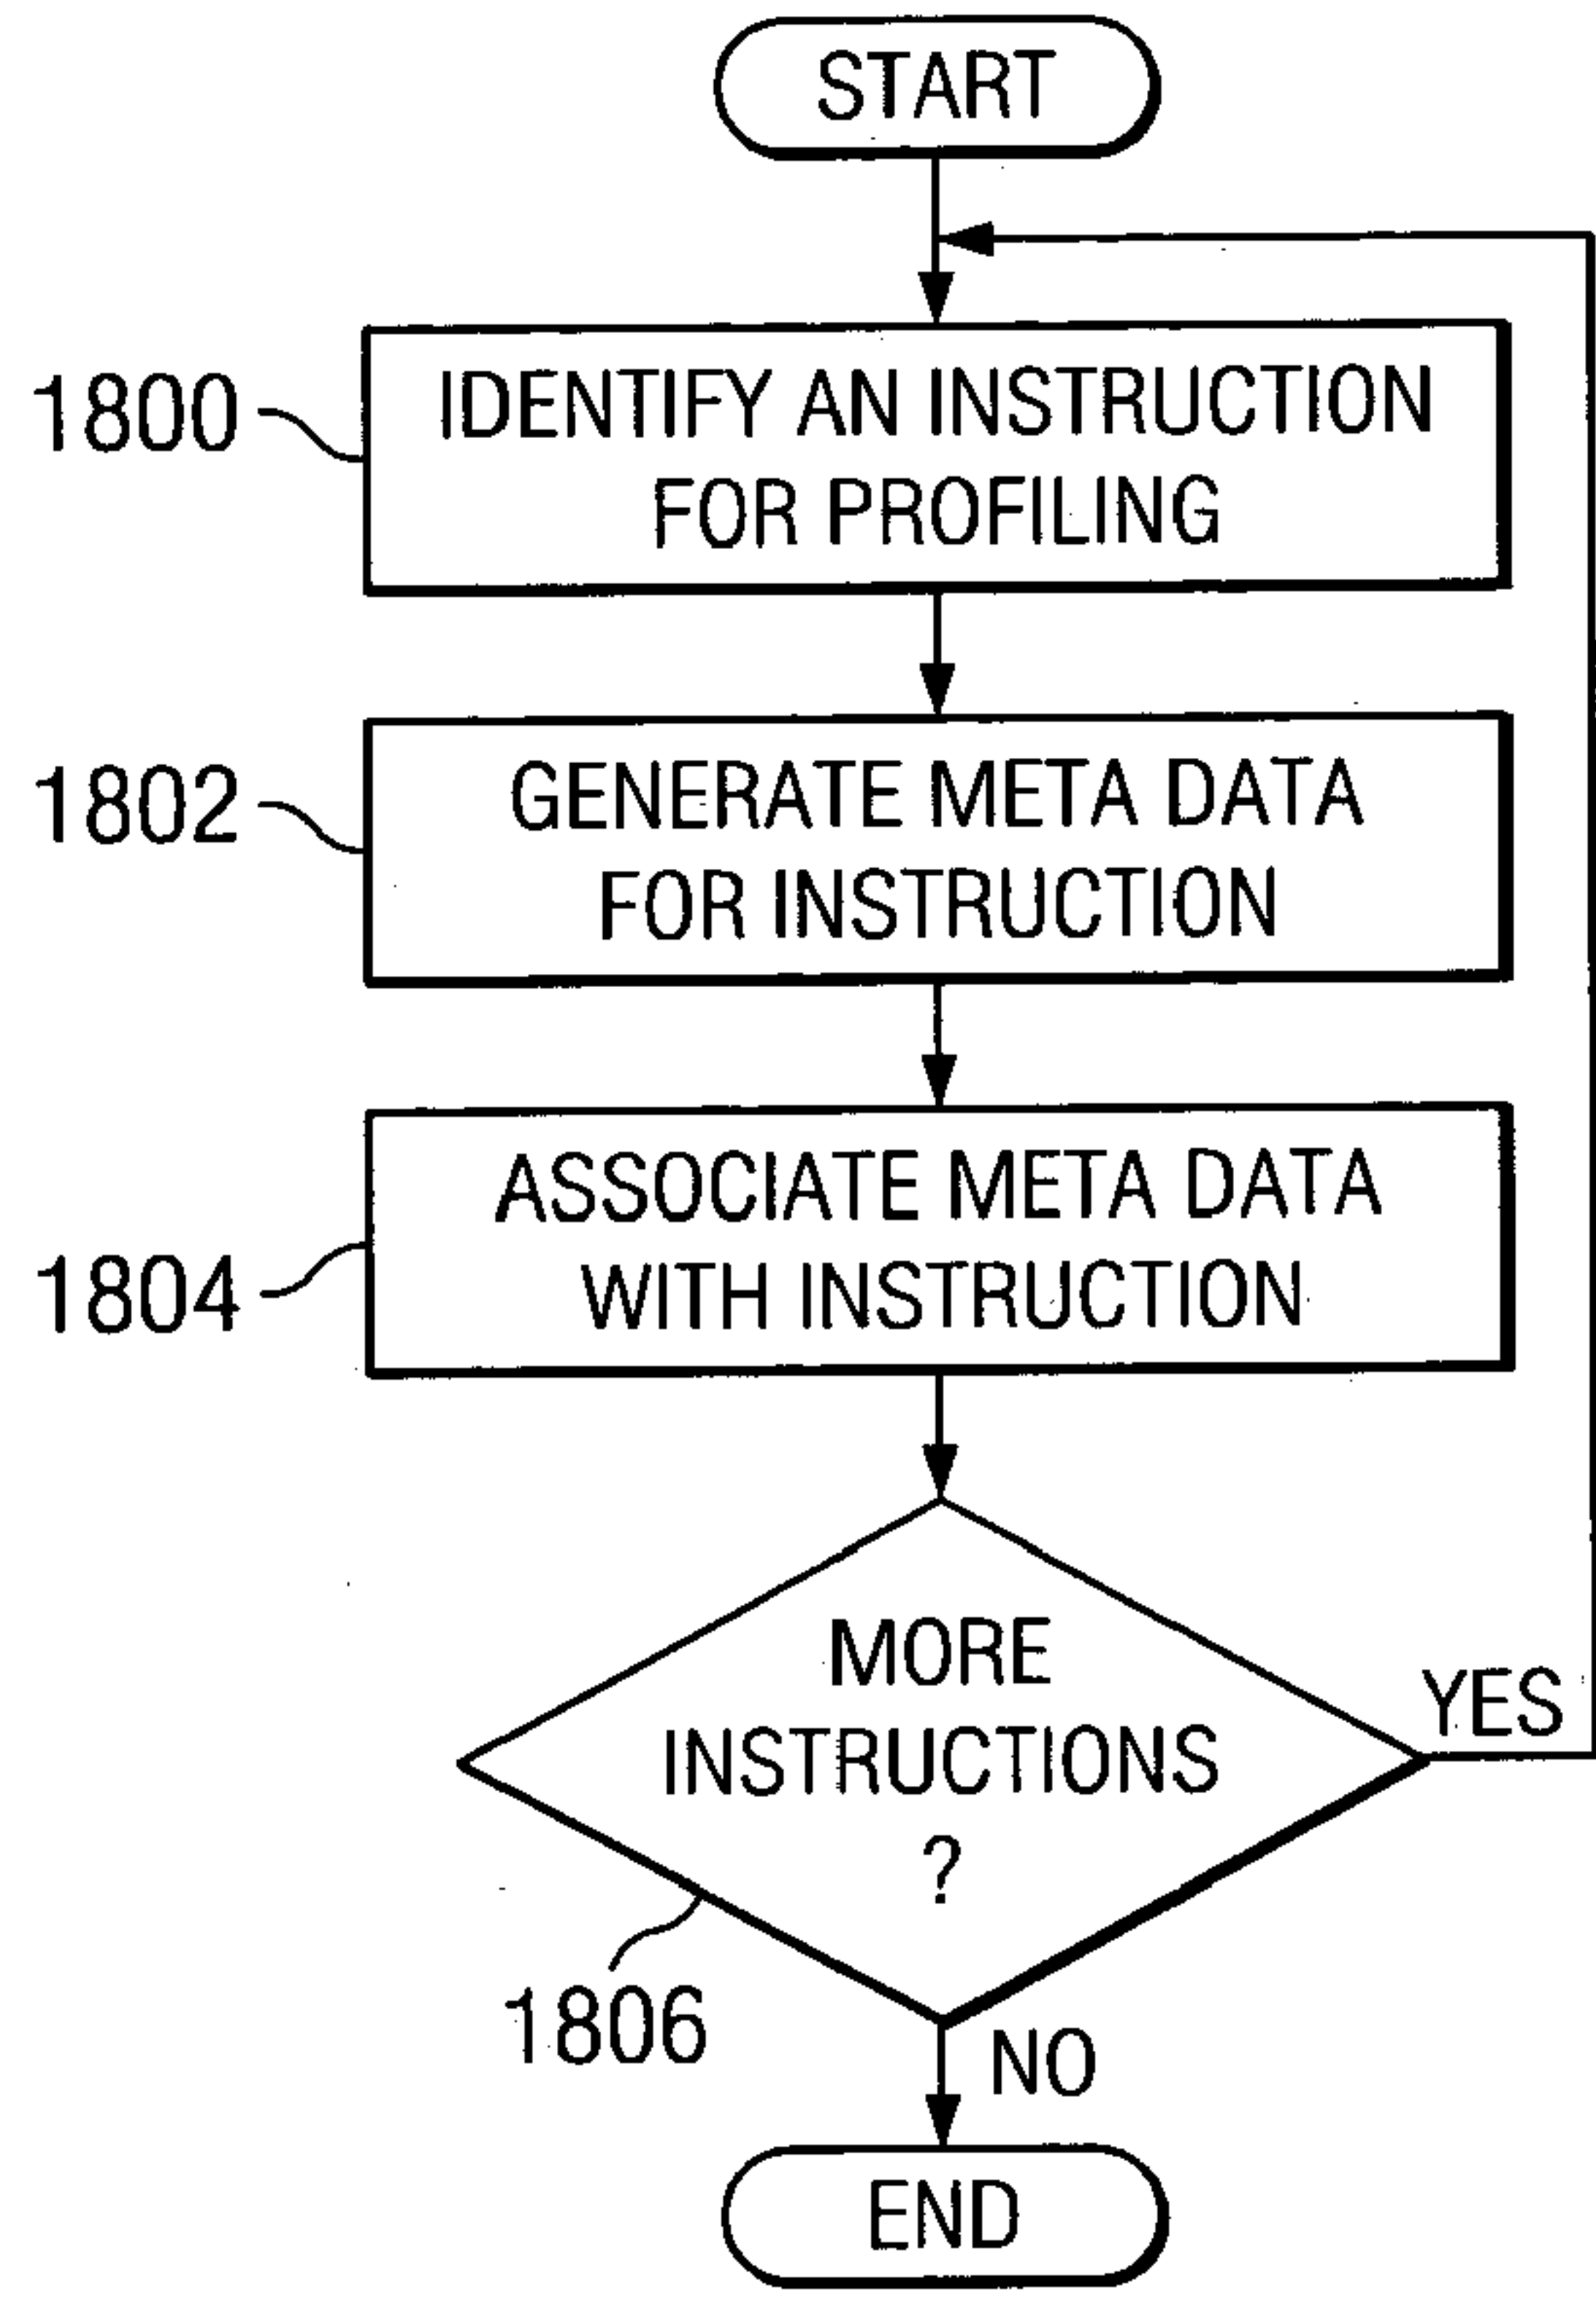 START
1800
IDENTIFY AN INSTRUCTION
FOR PROFILING
1802
GENERATE META DATA
FOR INSTRUCTION
1804
ASSOCIATE META DATA
WITH INSTRUCTION
MORE
INSTRUCTIONS
?
YES
1806
NO
END